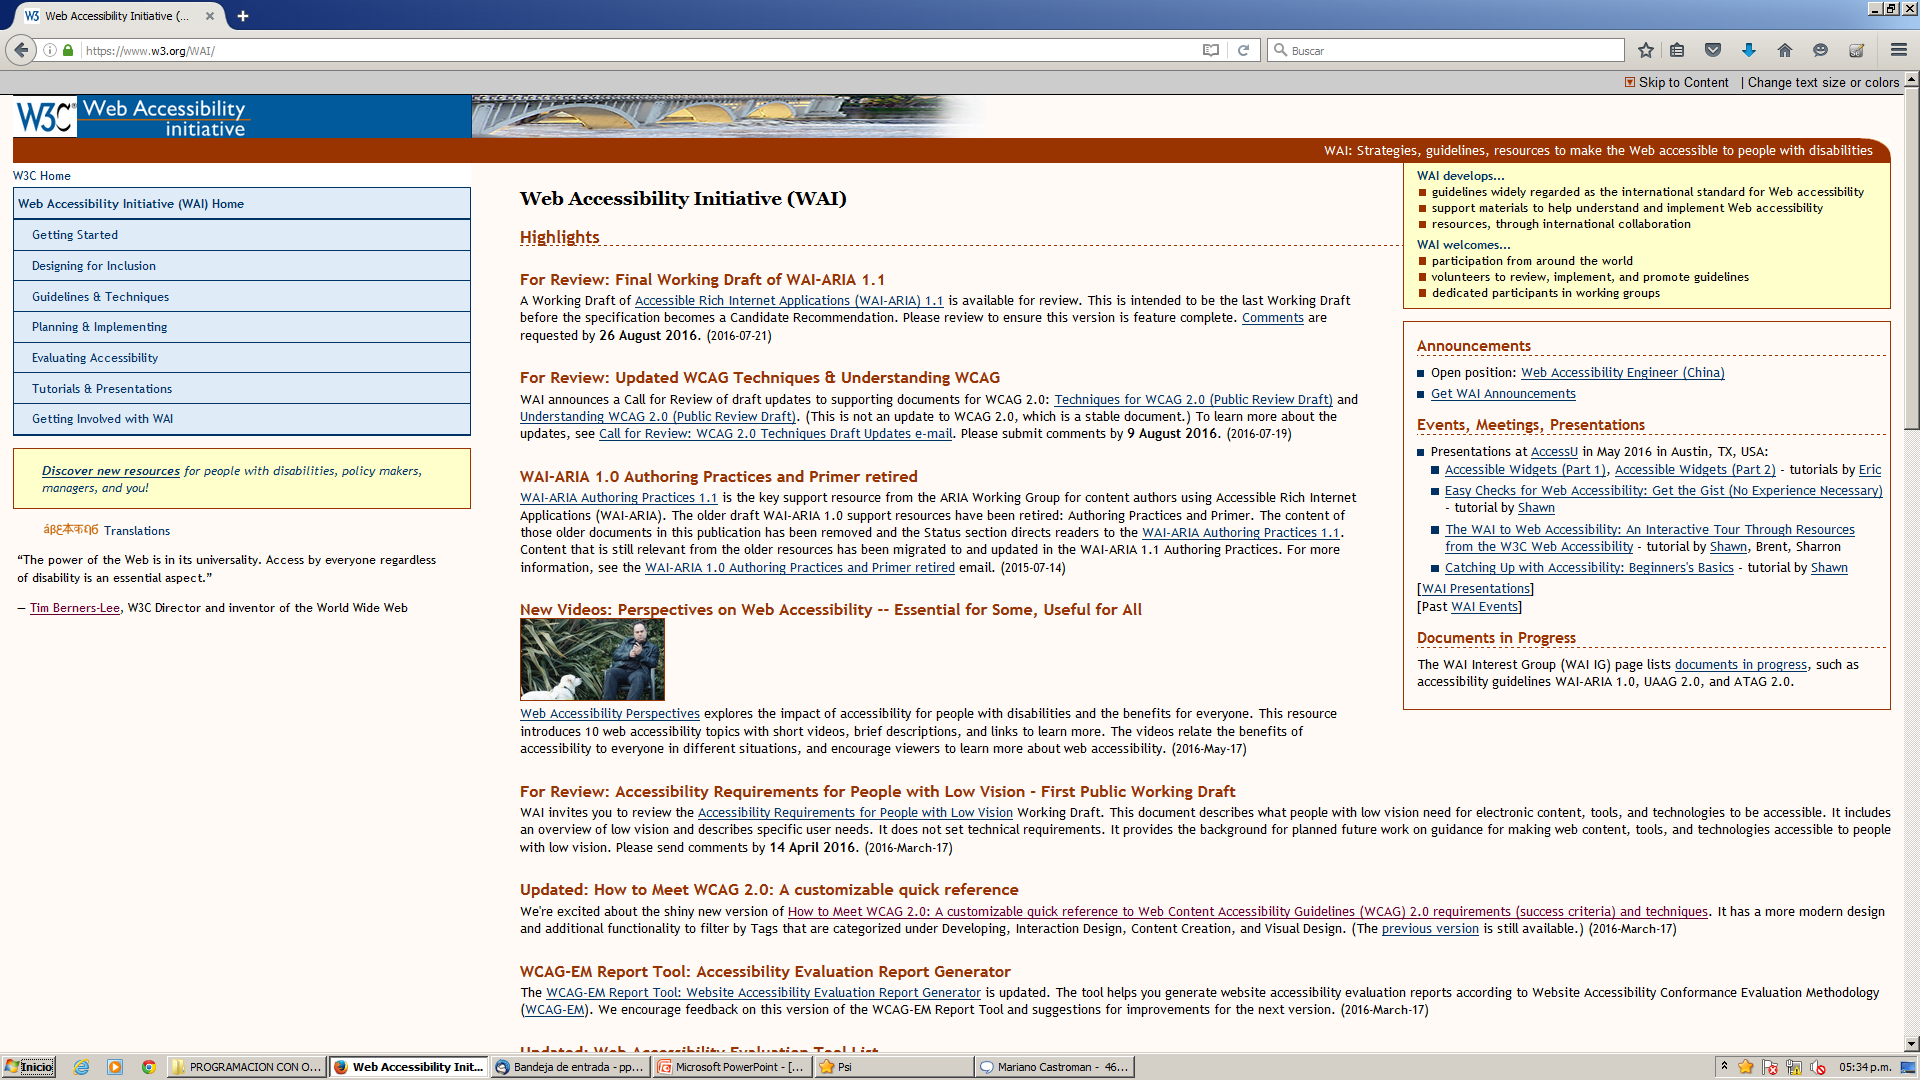 Web Accessibility Initiative (...
https://www.w3.org/WAI/
Buscar
Skip to Content | Change text size or colors
W3C® Web Accessibility
initiative
WAI: Strategies, guidelines, resources to make the Web accessible to people with disabilities
W3C Home
Web Accessibility Initiative (WAI) Home
Getting Started
Designing for Inclusion
Guidelines & Techniques
Planning & Implementing
Evaluating Accessibility
Tutorials & Presentations
Getting Involved with WAI
Discover new resources for people with disabilities, policy makers,
managers, and you!
Translations
“The power of the Web is in its universality. Access by everyone regardless
of disability is an essential aspect.”
— Tim Berners-Lee, W3C Director and inventor of the World Wide Web
Web Accessibility Initiative (WAI)
Highlights
For Review: Final Working Draft of WAI-ARIA 1.1
A Working Draft of Accessible Rich Internet Applications (WAI-ARIA) 1.1 is available for review. This is intended to be the last Working Draft
before the specification becomes a Candidate Recommendation. Please review to ensure this version is feature complete. Comments are
requested by 26 August 2016. (2016-07-21)
For Review: Updated WCAG Techniques & Understanding WCAG
WAI announces a Call for Review of draft updates to supporting documents for WCAG 2.0: Techniques for WCAG 2.0 (Public Review Draft) and
Understanding WCAG 2.0 (Public Review Draft). (This is not an update to WCAG 2.0, which is a stable document.) To learn more about the
updates, see Call for Review: WCAG 2.0 Techniques Draft Updates e-mail. Please submit comments by 9 August 2016. (2016-07-19)
WAI-ARIA 1.0 Authoring Practices and Primer retired
WAI-ARIA Authoring Practices 1.1 is the key support resource from the ARIA Working Group for content authors using Accessible Rich Internet
Applications (WAI-ARIA). The older draft WAI-ARIA 1.0 support resources have been retired: Authoring Practices and Primer. The content of
those older documents in this publication has been removed and the Status section directs readers to the WAI-ARIA Authoring Practices 1.1.
Content that is still relevant from the older resources has been migrated to and updated in the WAI-ARIA 1.1 Authoring Practices. For more
information, see the WAI-ARIA 1.0 Authoring Practices and Primer retired email. (2015-07-14)
New Videos: Perspectives on Web Accessibility -- Essential for Some, Useful for All
Web Accessibility Perspectives explores the impact of accessibility for people with disabilities and the benefits for everyone. This resource
introduces 10 web accessibility topics with short videos, brief descriptions, and links to learn more. The videos relate the benefits of
accessibility to everyone in different situations, and encourage viewers to learn more about web accessibility. (2016-May-17)
For Review: Accessibility Requirements for People with Low Vision - First Public Working Draft
WAI invites you to review the Accessibility Requirements for People with Low Vision Working Draft. This document describes what people with low vision need for electronic content, tools, and technologies to be accessible. It includes
an overview of low vision and describes specific user needs. It does not set technical requirements. It provides the background for planned future work on guidance for making web content, tools, and technologies accessible to people
with low vision. Please send comments by 14 April 2016. (2016-March-17)
Updated: How to Meet WCAG 2.0: A customizable quick reference
We're excited about the shiny new version of How to Meet WCAG 2.0: A customizable quick reference to Web Content Accessibility Guidelines (WCAG) 2.0 requirements (success criteria) and techniques. It has a more modern design
and additional functionality to filter by Tags that are categorized under Developing, Interaction Design, Content Creation, and Visual Design. (The previous version is still available.) (2016-March-17)
WCAG-EM Report Tool: Accessibility Evaluation Report Generator
The WCAG-EM Report Tool: Website Accessibility Evaluation Report Generator is updated. The tool helps you generate website accessibility evaluation reports according to Website Accessibility Conformance Evaluation Methodology
(WCAG-EM). We encourage feedback on this version of the WCAG-EM Report Tool and suggestions for improvements for the next version. (2016-March-17)
Updated: Web Accessibility Evaluation Tool List
WAI develops...
guidelines widely regarded as the international standard for Web accessibility
support materials to help understand and implement Web accessibility
resources, through international collaboration
WAI welcomes...
participation from around the world
volunteers to review, implement, and promote guidelines
dedicated participants in working groups
Announcements
Open position: Web Accessibility Engineer (China)
Get WAI Announcements
Events, Meetings, Presentations
Presentations at AccessU in May 2016 in Austin, TX, USA:
Accessible Widgets (Part 1), Accessible Widgets (Part 2) - tutorials by Eric
Easy Checks for Web Accessibility: Get the Gist (No Experience Necessary)
- tutorial by Shawn
The WAI to Web Accessibility: An Interactive Tour Through Resources
from the W3C Web Accessibility - tutorial by Shawn, Brent, Sharron
Catching Up with Accessibility: Beginners's Basics - tutorial by Shawn
[WAI Presentations]
[Past WAI Events]
Documents in Progress
The WAI Interest Group (WAI IG) page lists documents in progress, such as
accessibility guidelines WAI-ARIA 1.0, UAAG 2.0, and ATAG 2.0.
Inicio
PROGRAMACION CON O...
Web Accessibility Init...
Bandeja de entrada - pp...
Microsoft PowerPoint - [...
Psi
Mariano Castroman - 46...
05:34 p.m.